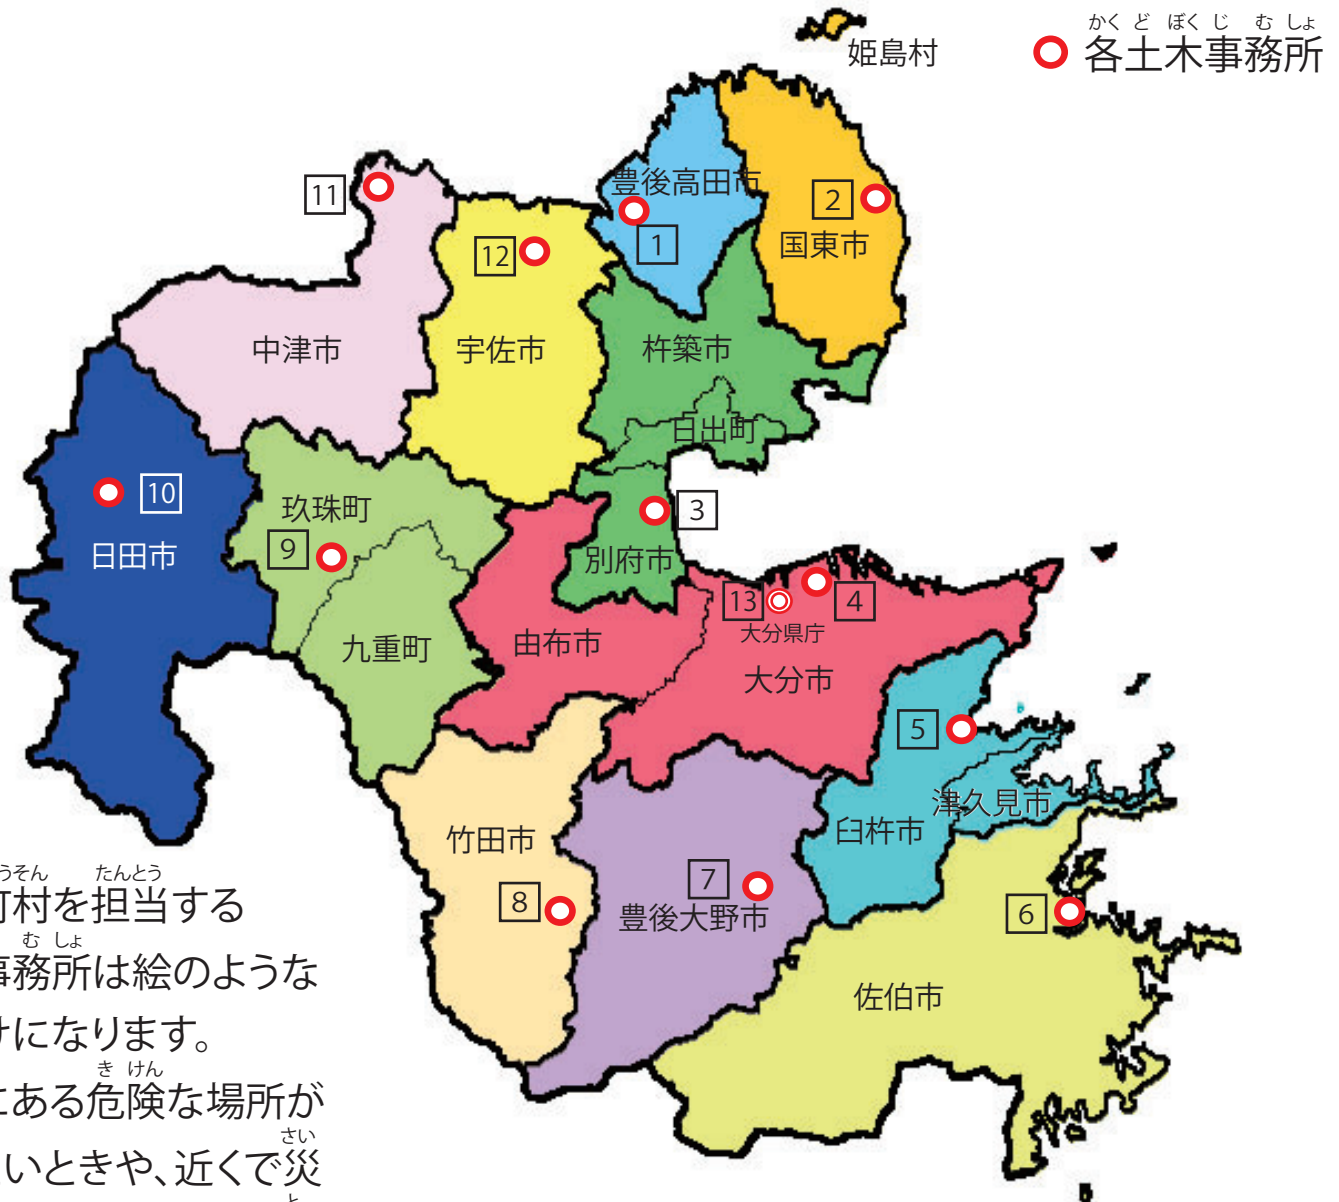 姫島村
かくどぼくじむしょ
各土木事務所
11
12
豊後高田市
1
2
国東市
中津市
宇佐市
杵築市
日出町
10
日田市
玖珠町
9
3
別府市
13
大分県庁
4
九重町
由布市
大分市
5
津久見市
臼杵市
竹田市
8
7
豊後大野市
6
佐伯市
うそん たんとう
町村を担当する
むしょ
事務所は絵のような
けになります。
きけん
にある危険な場所が
いときや、近くで災
さい
と